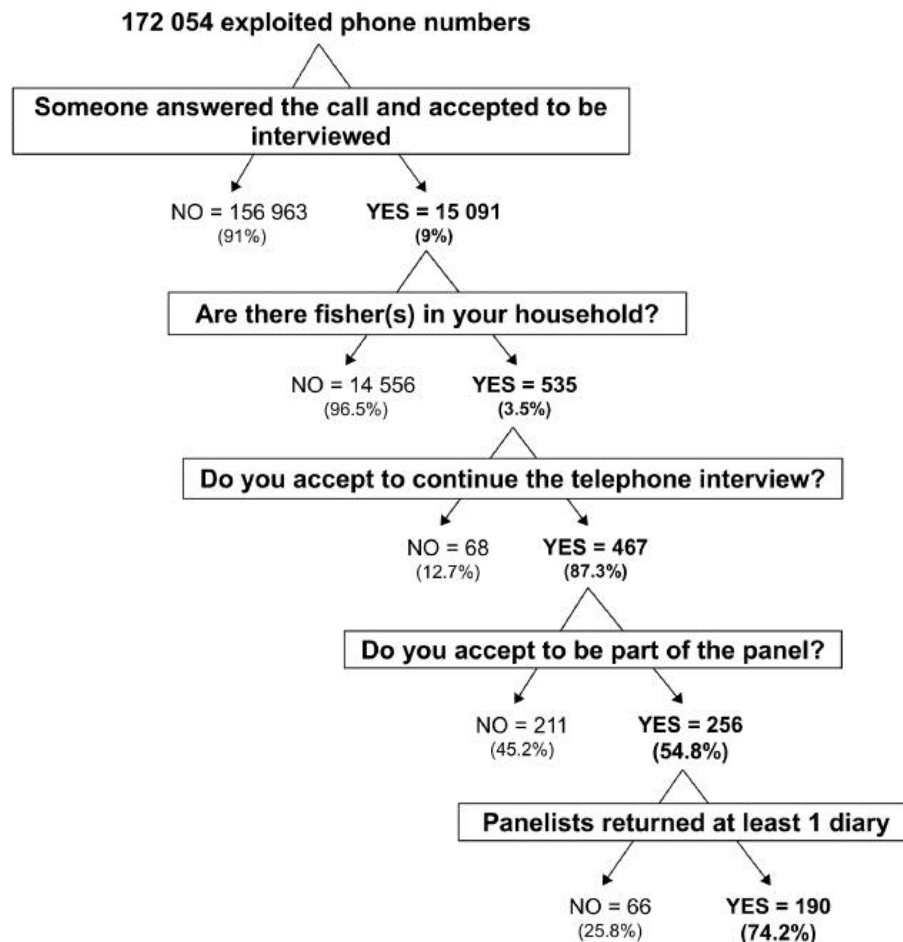 172 054 exploited phone numbers
Someone answered the call and accepted to be
interviewed
NO = 156 963
(91%)
YES = 15 091
(9%)
Are there fisher(s) in your household?
NO = 14 556
(96.5%)
YES = 535
(3.5%)
Do you accept to continue the telephone interview?
NO = 68
(12.7%)
YES = 467
(87.3%)
Do you accept to be part of the panel?
NO = 211
(45.2%)
YES = 256
(54.8%)
Panelists returned at least 1 diary
NO = 66
(25.8%)
YES = 190
(74.2%)